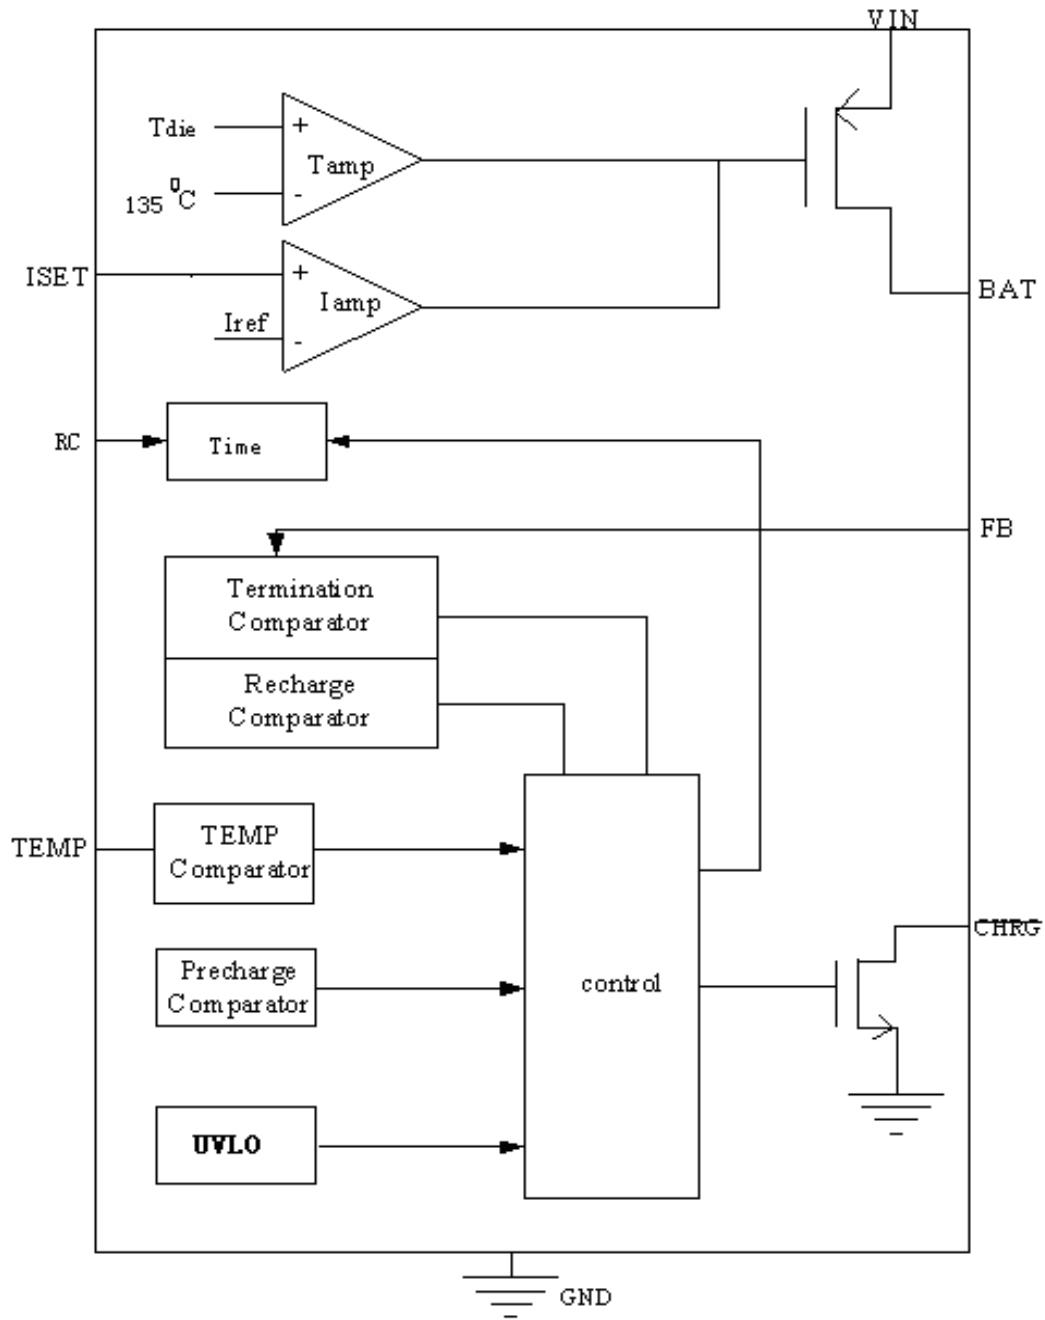 VIN
Tdie
+
Tamp
135 ⁰C
-
ISET
+
Iamp
BAT
Iref
-
RC
Time
FB
Termination
Comparator
Recharge
Comparator
TEMP
TEMP
Comparator
CHRG
Precharge
Comparator
control
UVLO
GND